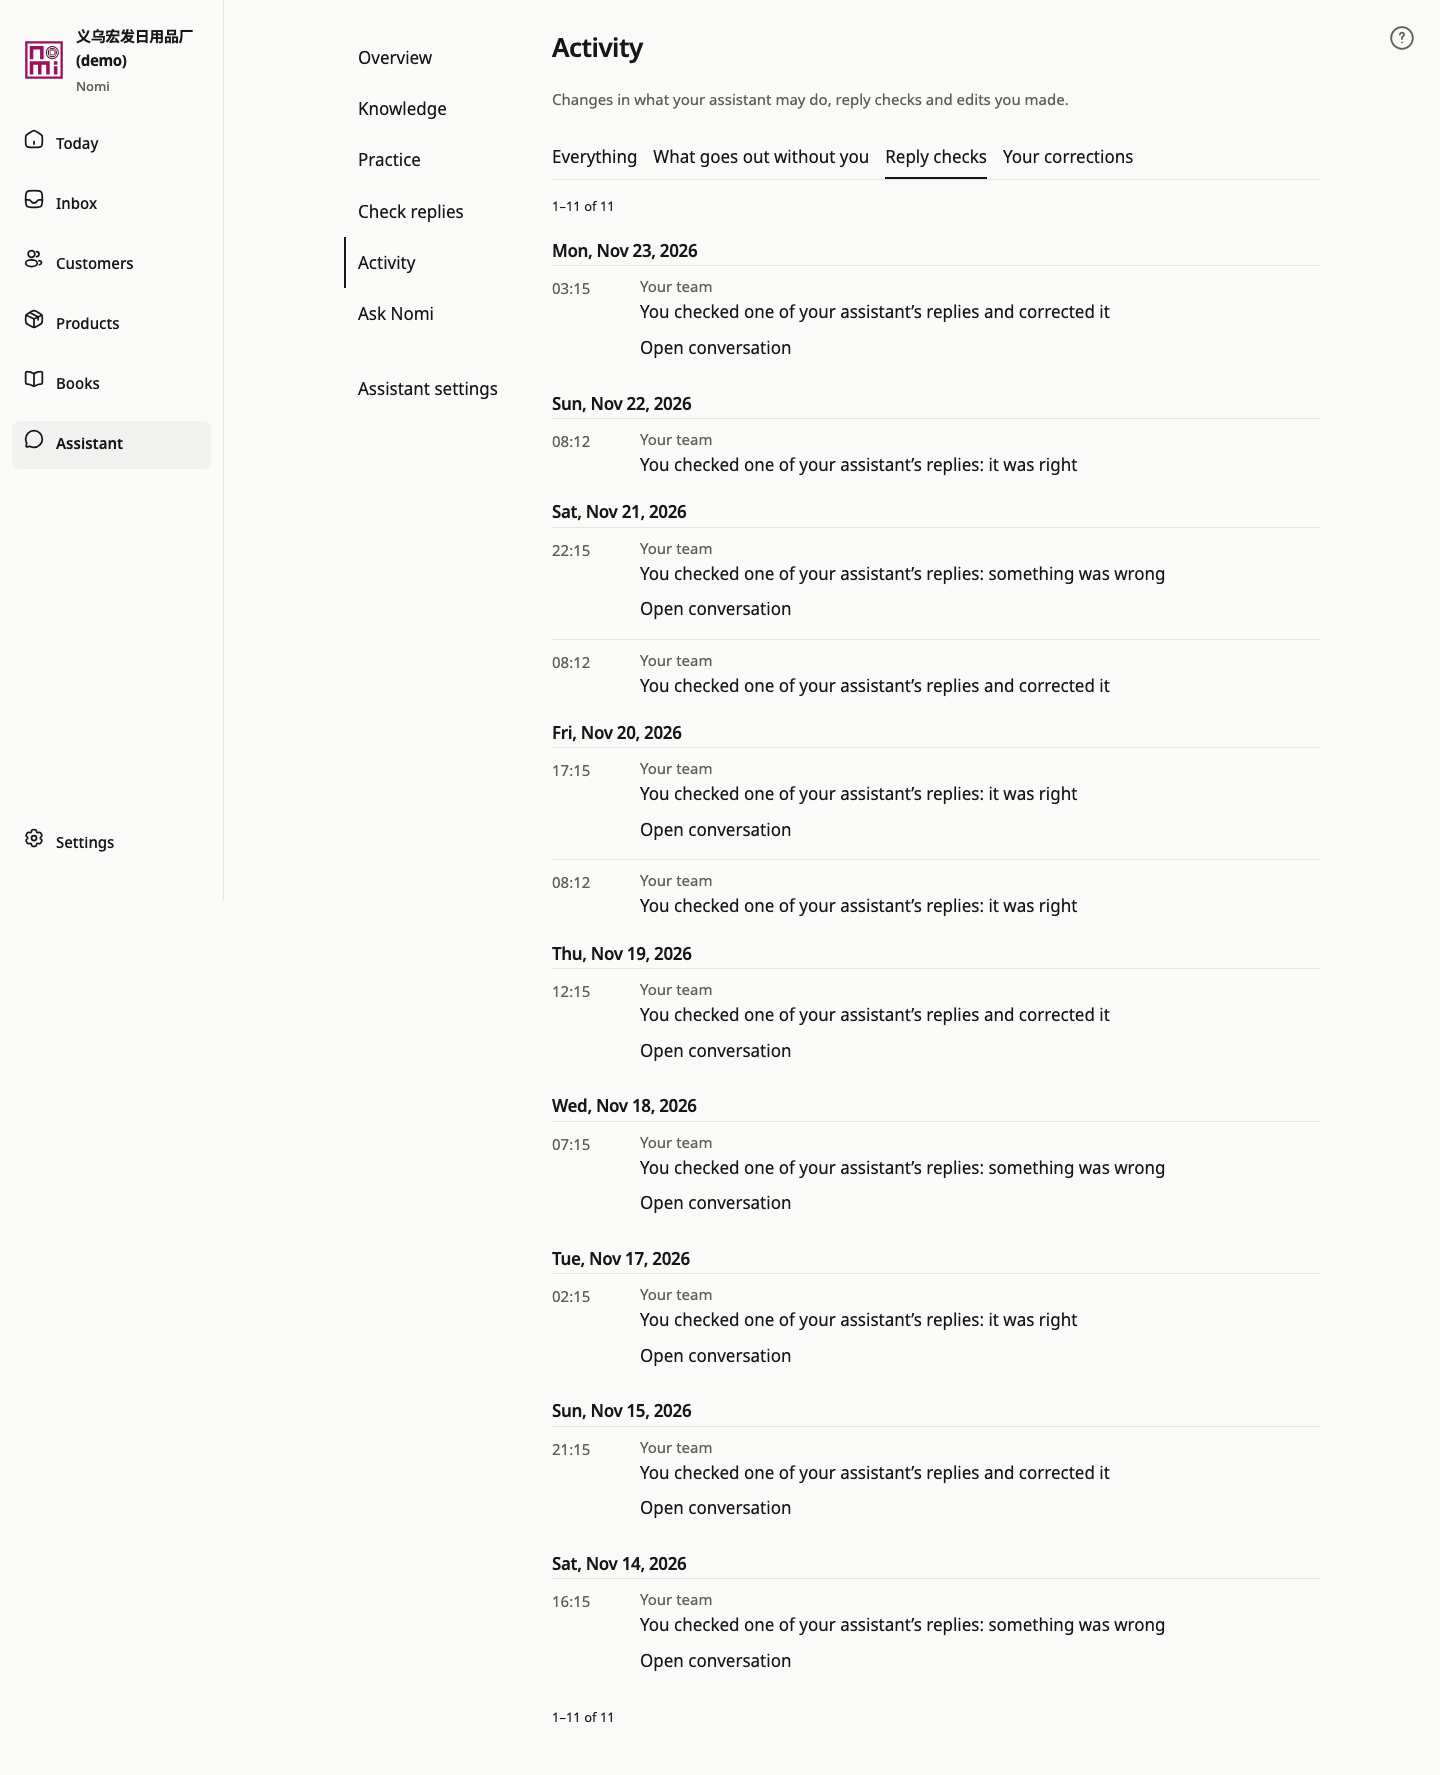 义乌宏发日用品厂
(demo)
Nomi
Today
Inbox
Customers
Products
Books
Assistant
Settings
Overview
Knowledge
Practice
Check replies
Activity
Ask Nomi
Assistant settings
Activity
Changes in what your assistant may do, reply checks and edits you made.
Everything What goes out without you Reply checks Your corrections
1–11 of 11
Mon, Nov 23, 2026
03:15 Your team
You checked one of your assistant’s replies and corrected it
Open conversation
Sun, Nov 22, 2026
08:12 Your team
You checked one of your assistant’s replies: it was right
Sat, Nov 21, 2026
22:15 Your team
You checked one of your assistant’s replies: something was wrong
Open conversation
08:12 Your team
You checked one of your assistant’s replies and corrected it
Fri, Nov 20, 2026
17:15 Your team
You checked one of your assistant’s replies: it was right
Open conversation
08:12 Your team
You checked one of your assistant’s replies: it was right
Thu, Nov 19, 2026
12:15 Your team
You checked one of your assistant’s replies and corrected it
Open conversation
Wed, Nov 18, 2026
07:15 Your team
You checked one of your assistant’s replies: something was wrong
Open conversation
Tue, Nov 17, 2026
02:15 Your team
You checked one of your assistant’s replies: it was right
Open conversation
Sun, Nov 15, 2026
21:15 Your team
You checked one of your assistant’s replies and corrected it
Open conversation
Sat, Nov 14, 2026
16:15 Your team
You checked one of your assistant’s replies: something was wrong
Open conversation
1–11 of 11